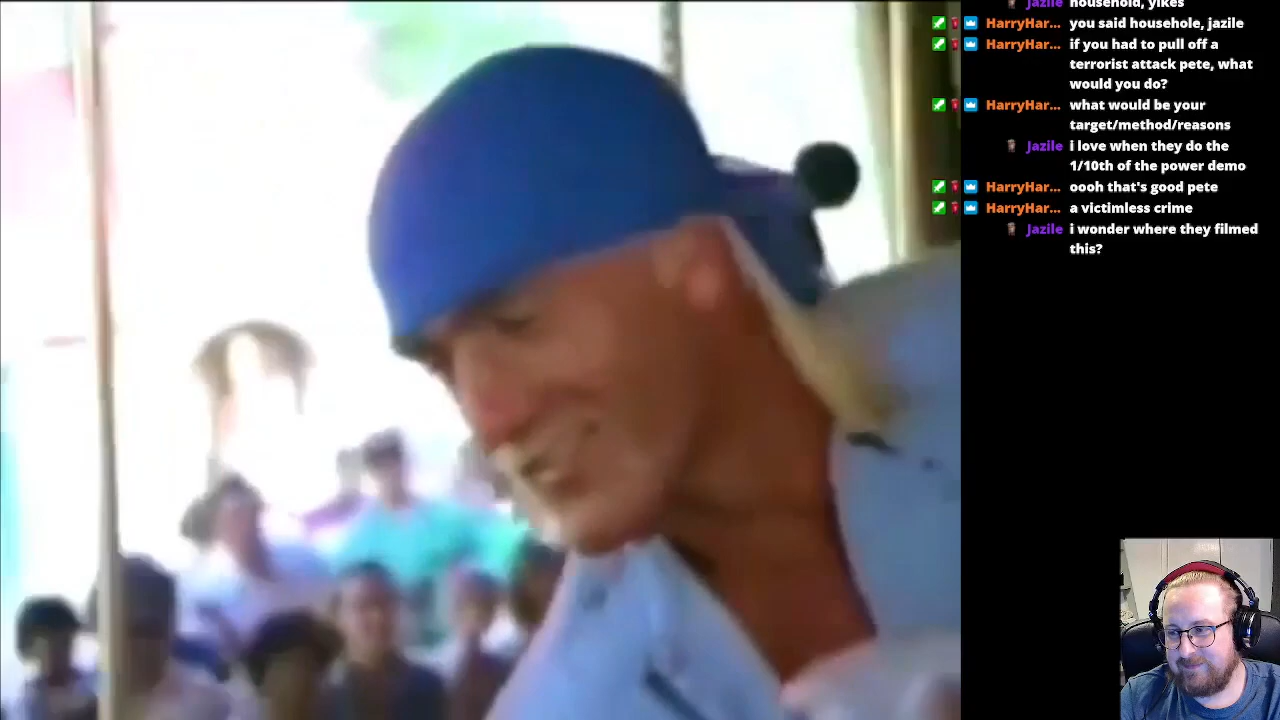 Jazile household, yikes
HarryHar... you said househole, jazile
HarryHar... if you had to pull off a
terrorist attack pete, what
would you do?
HarryHar... what would be your
target/method/reasons
Jazile i love when they do the
1/10th of the power demo
HarryHar... oooh that's good pete
HarryHar... a victimless crime
Jazile i wonder where they filmed
this?